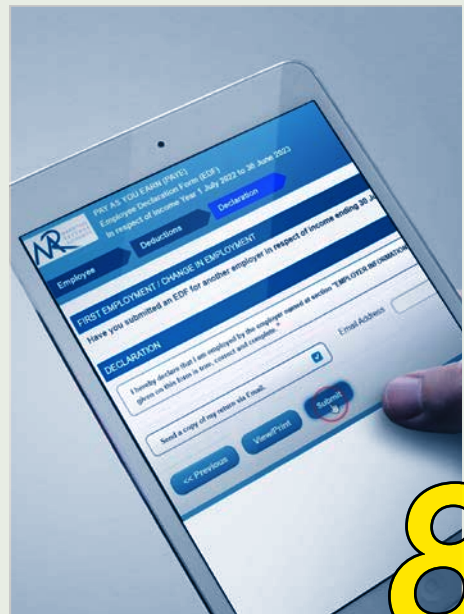 MR
PAY AS YOU EARN (PAYE)
Employee Declaration Form (EDF)
In respect of Income Year 1 July 2022 to 30 June 2023
Employee
Deductions
Declaration
FIRST EMPLOYMENT / CHANGE IN EMPLOYMENT
Have you submitted an EDF for another employer in respect of income ending 30 Ju
DECLARATION
I hereby declare that I am employed by the employer named at section "EMPLOYER INFORMATION
given on this form is true, correct and complete. *
Send a copy of my return via Email.
Email Address
<< Previous
View/Print
Submit
8